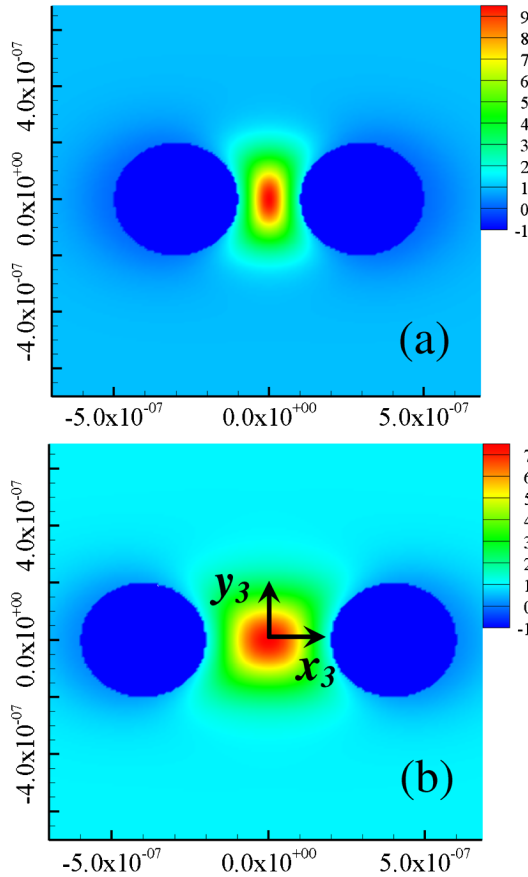 9
8
7
6
5
4
3
2
1
0
-1
4.0x10⁻⁰⁷
0.0x10⁺⁰⁰
-4.0x10⁻⁰⁷
(a)
-5.0x10⁻⁰⁷ 0.0x10⁺⁰⁰ 5.0x10⁻⁰⁷
7
6
5
4
3
2
1
0
-1
4.0x10⁻⁰⁷
0.0x10⁺⁰⁰
-4.0x10⁻⁰⁷
y₃
x₃
(b)
-5.0x10⁻⁰⁷ 0.0x10⁺⁰⁰ 5.0x10⁻⁰⁷